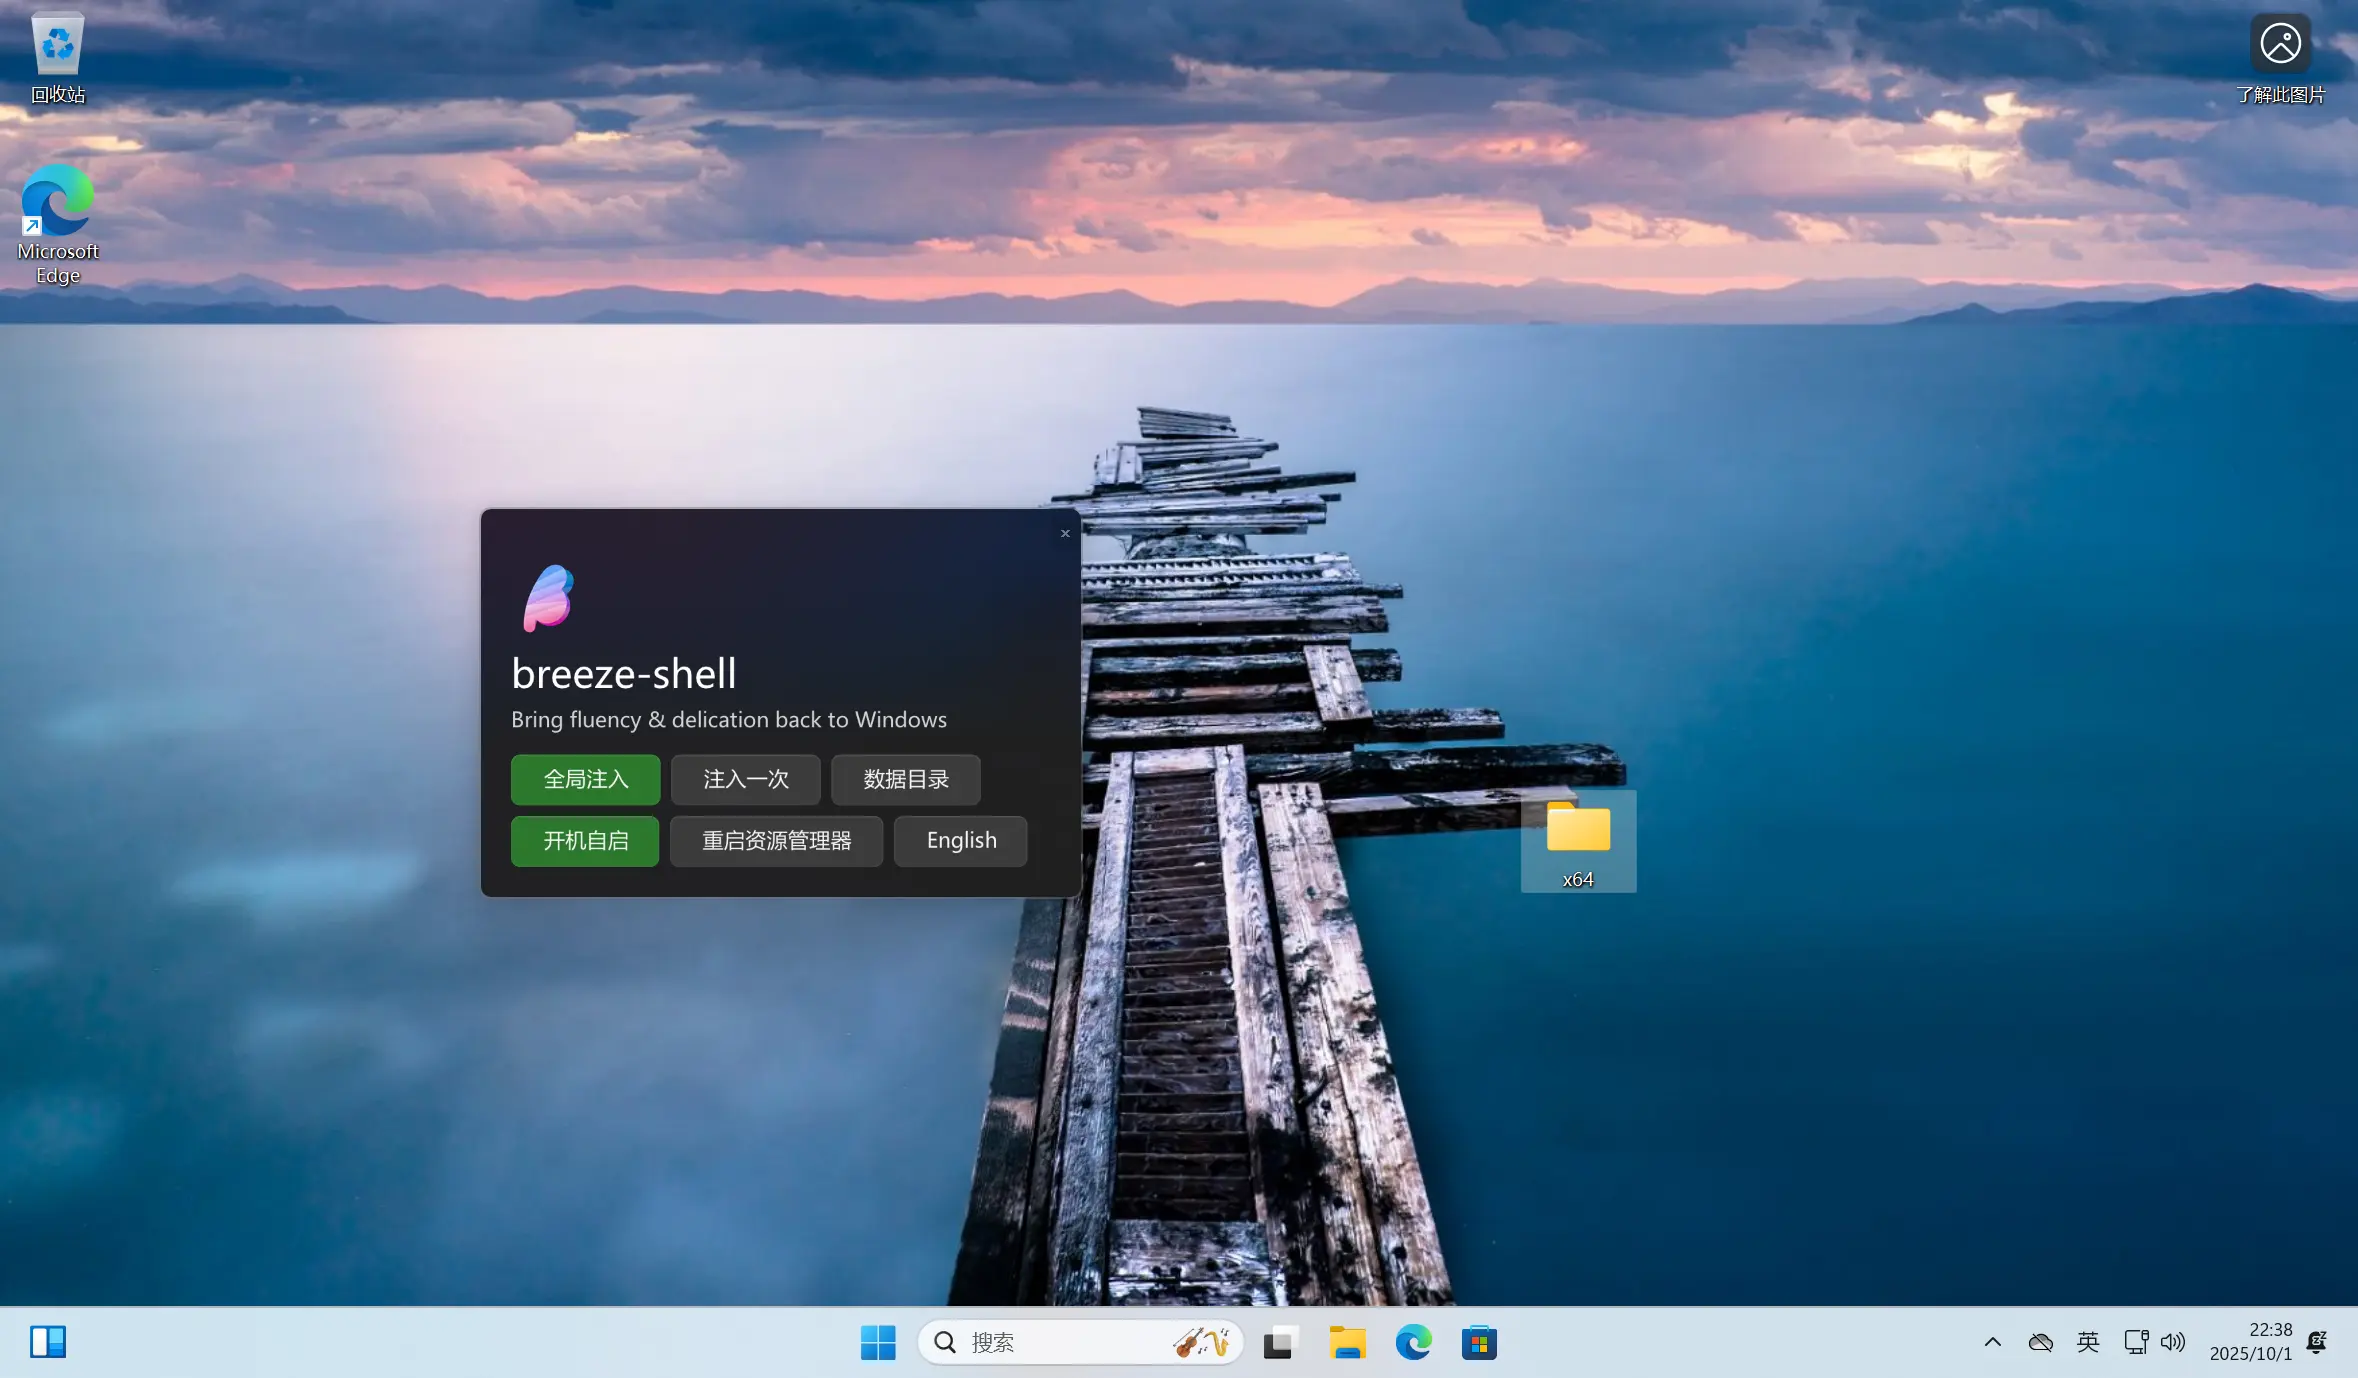 回收站
了解此图片
Microsoft
Edge
breeze-shell
Bring fluency & delication back to Windows
全局注入
注入一次
数据目录
开机自启
重启资源管理器
English
x64
搜索
英
22:38
2025/10/1